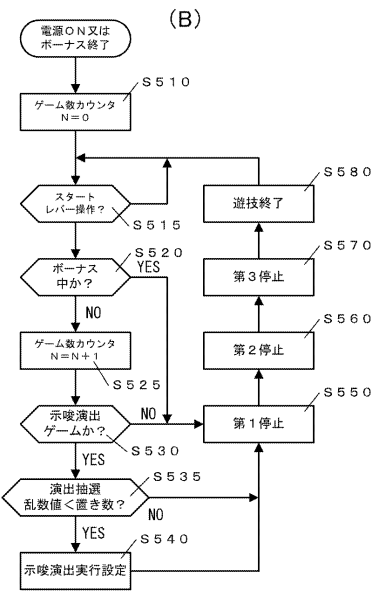 （B）
電源ON又は
ボーナス終了
S510
ゲーム数カウンタ
N=0
スタート
レバー操作？
S515
S520
ボーナス
中か？
YES
NO
ゲーム数カウンタ
N=N+1
S525
示唆演出
ゲームか？
NO
S530
YES
S535
演出抽選
乱数値＜置き数？
NO
YES
S540
示唆演出実行設定
S580
遊技終了
S570
第3停止
S560
第2停止
S550
第1停止